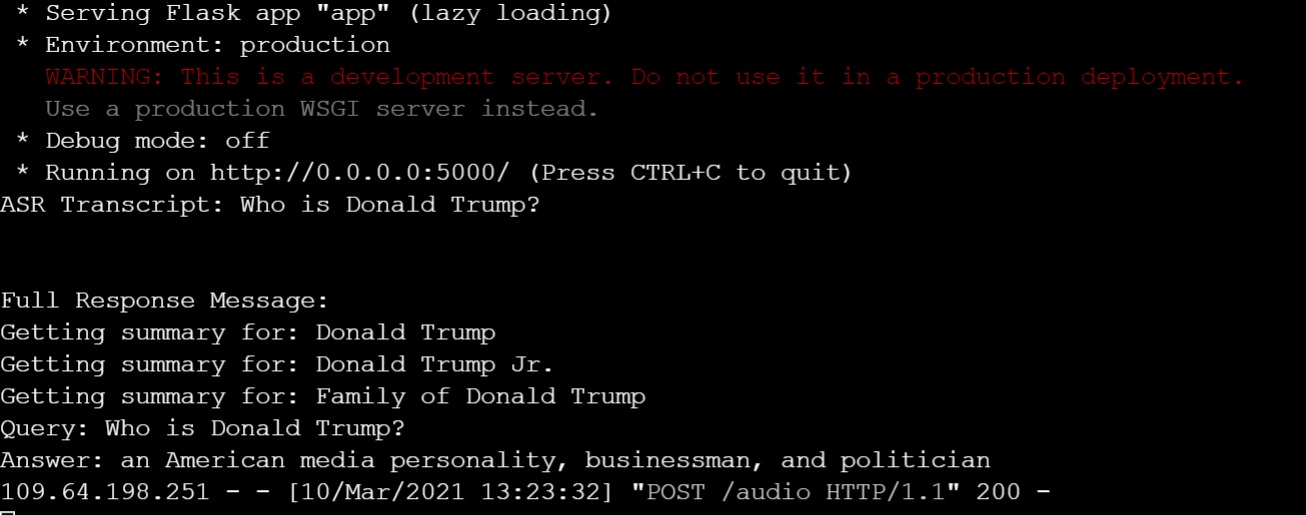 * Serving Flask app "app" (lazy loading)
* Environment: production
WARNING: This is a development server. Do not use it in a production deployment.
Use a production WSGI server instead.
* Debug mode: off
* Running on http://0.0.0.0:5000/ (Press CTRL+C to quit)
ASR Transcript: Who is Donald Trump?
Full Response Message:
Getting summary for: Donald Trump
Getting summary for: Donald Trump Jr.
Getting summary for: Family of Donald Trump
Query: Who is Donald Trump?
Answer: an American media personality, businessman, and politician
109.64.198.251 - - [10/Mar/2021 13:23:32] "POST /audio HTTP/1.1" 200 -